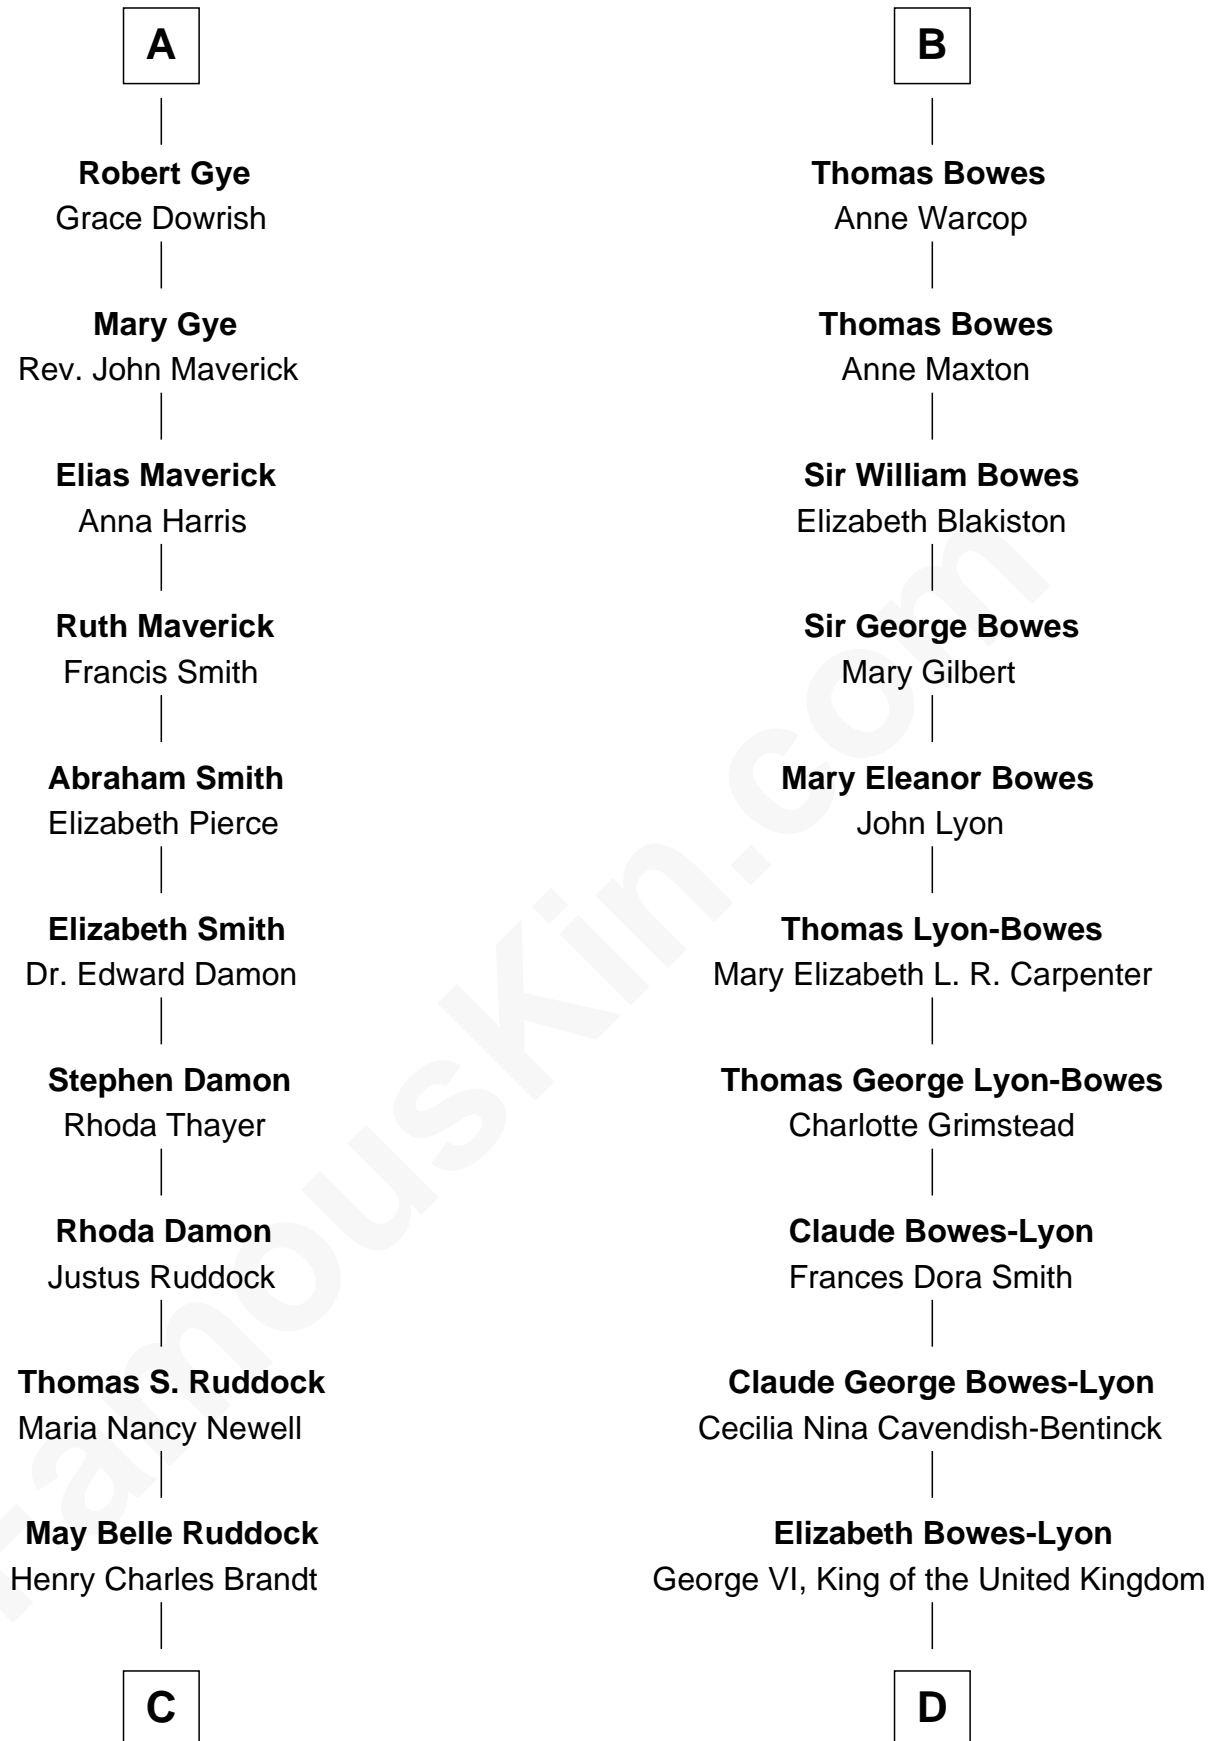 A
Robert Gye
Grace Dowrish
Mary Gye
Rev. John Maverick
Elias Maverick
Anna Harris
Ruth Maverick
Francis Smith
Abraham Smith
Elizabeth Pierce
Elizabeth Smith
Dr. Edward Damon
Stephen Damon
Rhoda Thayer
Rhoda Damon
Justus Ruddock
Thomas S. Ruddock
Maria Nancy Newell
May Belle Ruddock
Henry Charles Brandt
C
B
Thomas Bowes
Anne Warcop
Thomas Bowes
Anne Maxton
Sir William Bowes
Elizabeth Blakiston
Sir George Bowes
Mary Gilbert
Mary Eleanor Bowes
John Lyon
Thomas Lyon-Bowes
Mary Elizabeth L. R. Carpenter
Thomas George Lyon-Bowes
Charlotte Grimstead
Claude Bowes-Lyon
Frances Dora Smith
Claude George Bowes-Lyon
Cecilia Nina Cavendish-Bentinck
Elizabeth Bowes-Lyon
George VI, King of the United Kingdom
D
FamousKin.com